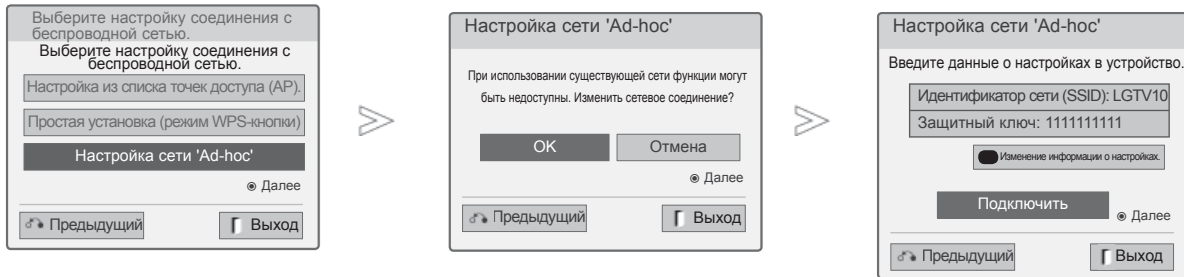 Выберите настройку соединения с
беспроводной сетью.
Выберите настройку соединения с
беспроводной сетью.
Настройка из списка точек доступа (AP).
Простая установка (режим WPS-кнопки)
Настройка сети 'Ad-hoc'
Далее
Предыдущий
Выход
Настройка сети 'Ad-hoc'
При использовании существующей сети функции могут
быть недоступны. Изменить сетевое соединение?
OK
Отмена
Далее
Предыдущий
Выход
Настройка сети 'Ad-hoc'
Введите данные о настройках в устройство.
Идентификатор сети (SSID): LGTV10
Защитный ключ: 1111111111
Изменение информации о настройках.
Подключить
Далее
Предыдущий
Выход